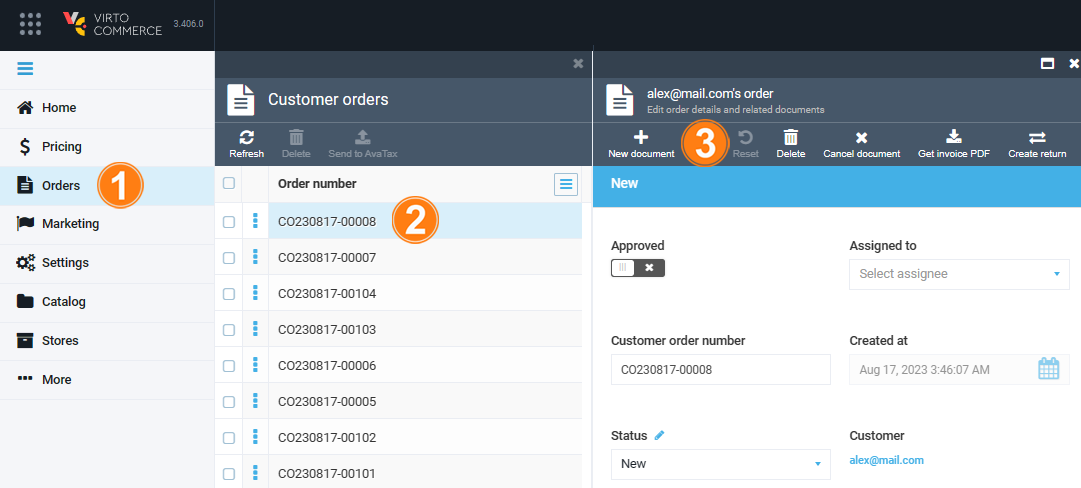 VIRTO
COMMERCE
3.406.0
Home
Pricing
Orders
1
Marketing
Settings
Catalog
Stores
More
Customer orders
Refresh
Delete
Send to AvaTax
Order number
CO230817-00008
2
CO230817-00007
CO230817-00104
CO230817-00103
CO230817-00006
CO230817-00005
CO230817-00102
CO230817-00101
alex@mail.com's order
Edit order details and related documents
New document
3
Reset
Delete
Cancel document
Get invoice PDF
Create return
New
Approved
Assigned to
Select assignee
Customer order number
Created at
CO230817-00008
Aug 17, 2023 3:46:07 AM
Status
Customer
New
alex@mail.com